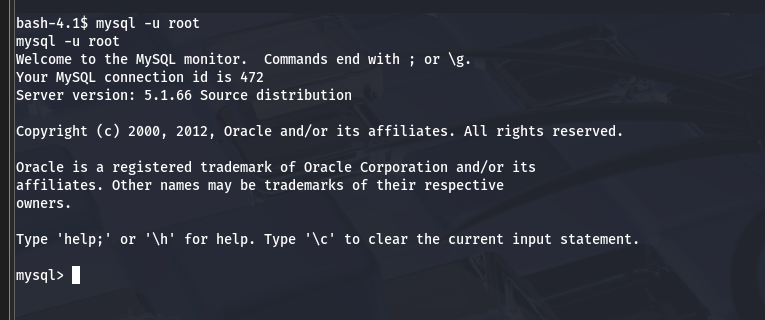 bash-4.1$ mysql -u root
mysql -u root
Welcome to the MySQL monitor.  Commands end with ; or \g.
Your MySQL connection id is 472
Server version: 5.1.66 Source distribution
Copyright (c) 2000, 2012, Oracle and/or its affiliates. All rights reserved.
Oracle is a registered trademark of Oracle Corporation and/or its
affiliates. Other names may be trademarks of their respective
owners.
Type 'help;' or '\h' for help. Type '\c' to clear the current input statement.
mysql>